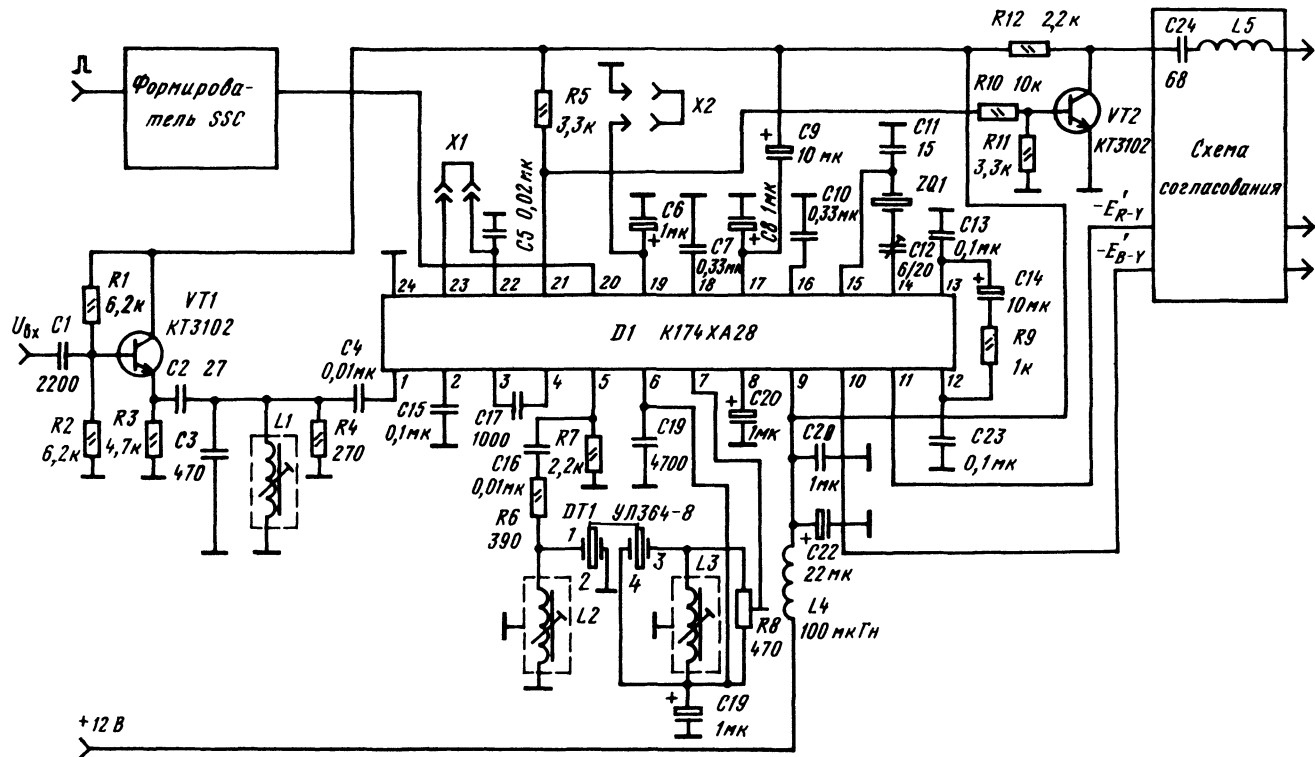 Формирова-
тель SSC
R12 2,2к
C24
68
L5
R10 10к
VT2
КТ3102
R11
3,3к
Схема
согласования
-E'R-Y
-E'B-Y
R5
3,3к
X2
X1
C5 0,02мк
C6
1мк
C7
0,33мк
C8 1мк
C9
10 мк
C10
0,33мк
C11
15
ZQ1
C12
6/20
C13
0,1мк
C14
10мк
R9
1к
R1
6,2к
VT1
КТ3102
Uвх
C1
2200
R2
6,2к
R3
4,7к
C2 27
C3
470
L1
R4
270
C4
0,01мк
24 23 22 21 20 19 18 17 16 15 14 13
D1 К174ХА28
1 2 3 4 5 6 7 8 9 10 11 12
C15
0,1мк
C17
1000
C16
0,01мк
R7
2,2к
R6
390
C19
4700
C20
1мк
1мк
C23
0,1мк
DT1 УЛЗ64-8
1
2
3
4
L2
L3
R8
470
C22
22мк
L4
100мкГн
C19
1мк
+12 В